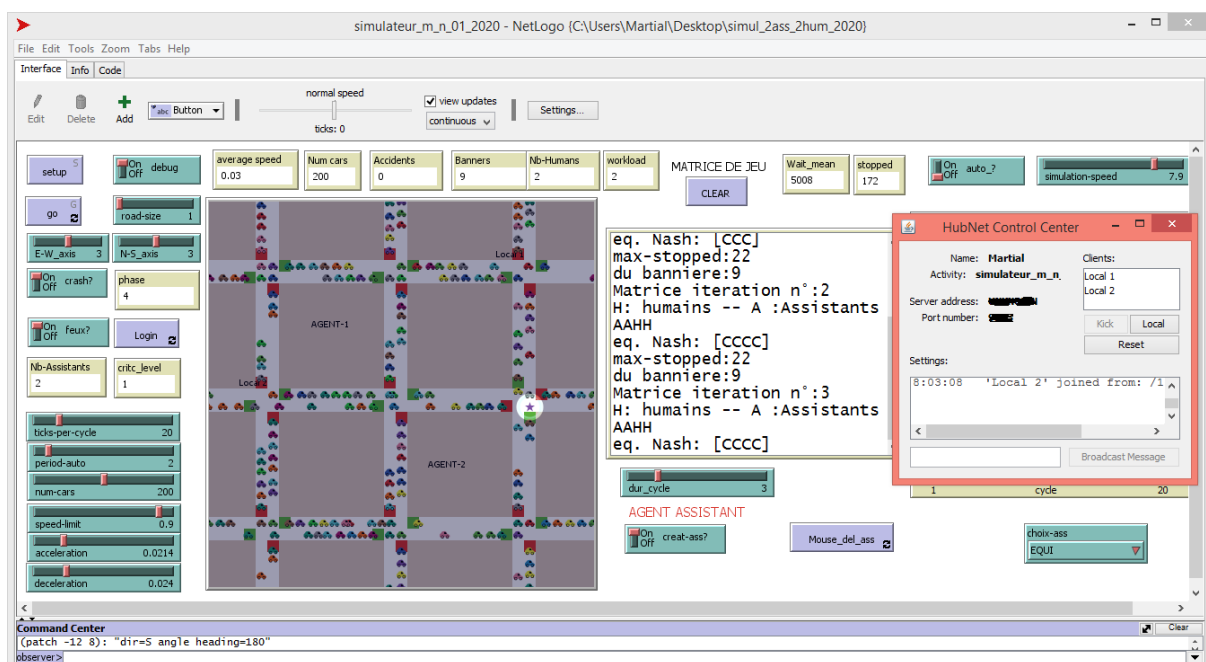 simulateur_m_n_01_2020 - NetLogo {C:\Users\Martial\Desktop\simul_2ass_2hum_2020}
File Edit Tools Zoom Tabs Help
Interface Info Code
Edit Delete Add abc Button normal speed ticks: 0 view updates continuous Settings...
setup S
On Off debug
average speed 0.03
Num cars 200
Accidents 0
Banners 9
Nb-Humans 2
workload 2
MATRICE DE JEU
CLEAR
Wait_mean 5008
stopped 172
On Off auto_?
simulation-speed 7.9
go G
road-size 1
E-W_axis 3
N-S_axis 3
On Off crash?
phase 4
On Off feux?
Login
Nb-Assistants 2
critc_level 1
ticks-per-cycle 20
period-auto 2
num-cars 200
speed-limit 0.9
acceleration 0.0214
deceleration 0.024
Local 1
AGENT-1
Local 2
AGENT-2
eq. Nash: [CCC]
max-stopped:22
du banniere:9
Matrice iteration n°:2
H: humains -- A :Assistants
AAHH
eq. Nash: [CCCC]
max-stopped:22
du banniere:9
Matrice iteration n°:3
H: humains -- A :Assistants
AAHH
eq. Nash: [CCCC]
HubNet Control Center
Name: Martial
Activity: simulateur_m_n_
Server address:
Port number:
Clients:
Local 1
Local 2
Kick Local
Reset
Settings:
8:03:08 'Local 2' joined from: /1
Broadcast Message
1 cycle 20
dur_cycle 3
AGENT ASSISTANT
On Off creat-ass?
Mouse_del_ass
choix-ass
EQUI
Command Center Clear
(patch -12 8): "dir=S angle heading=180"
observer>